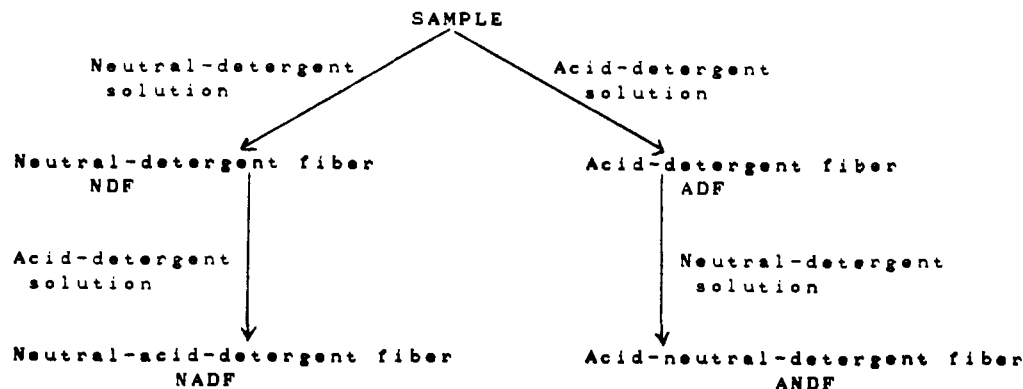 SAMPLE
Neutral-detergent
solution
Acid-detergent
solution
Neutral-detergent fiber
NDF
Acid-detergent fiber
ADF
Acid-detergent
solution
Neutral-detergent
solution
Neutral-acid-detergent fiber
NADF
Acid-neutral-detergent fiber
ANDF